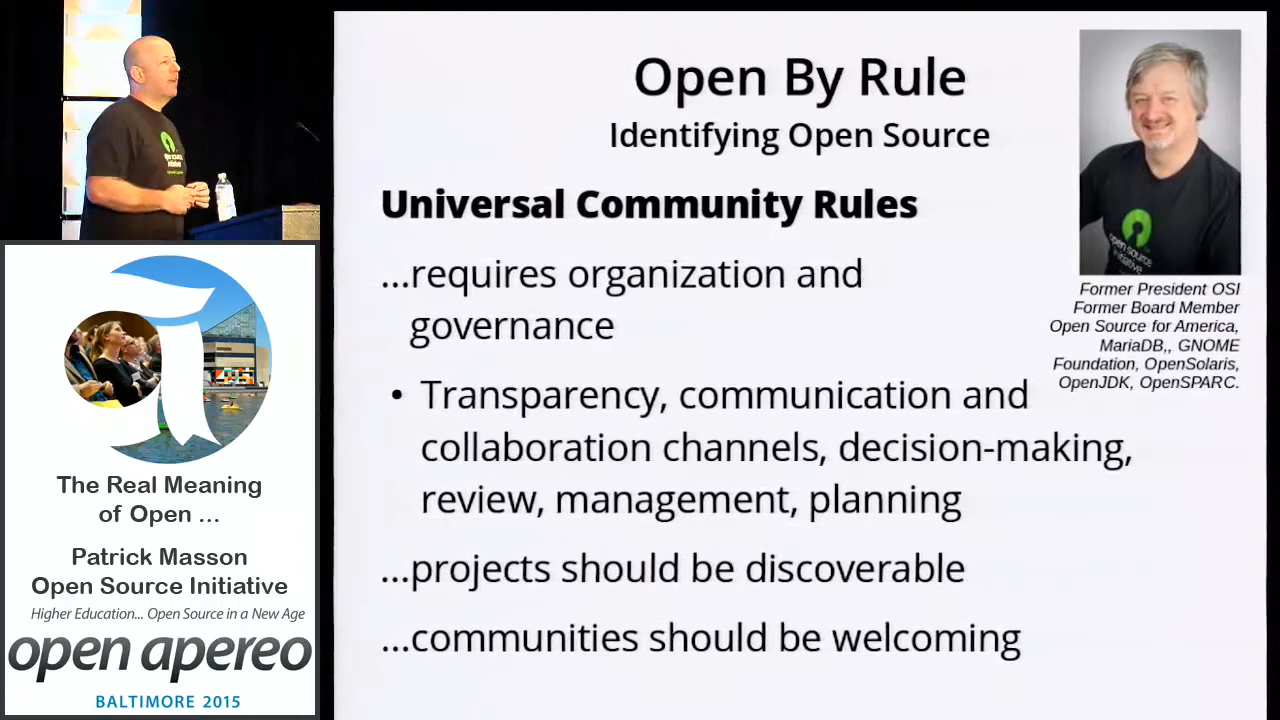 Open By Rule
Identifying Open Source
Universal Community Rules
...requires organization and
governance
• Transparency, communication and
collaboration channels, decision-making,
review, management, planning
...projects should be discoverable
...communities should be welcoming
open source
initiative
Former President OSI
Former Board Member
Open Source for America,
MariaDB,, GNOME
Foundation, OpenSolaris,
OpenJDK, OpenSPARC.
The Real Meaning
of Open ...
Patrick Masson
Open Source Initiative
Higher Education... Open Source in a New Age
open apereo
BALTIMORE 2015